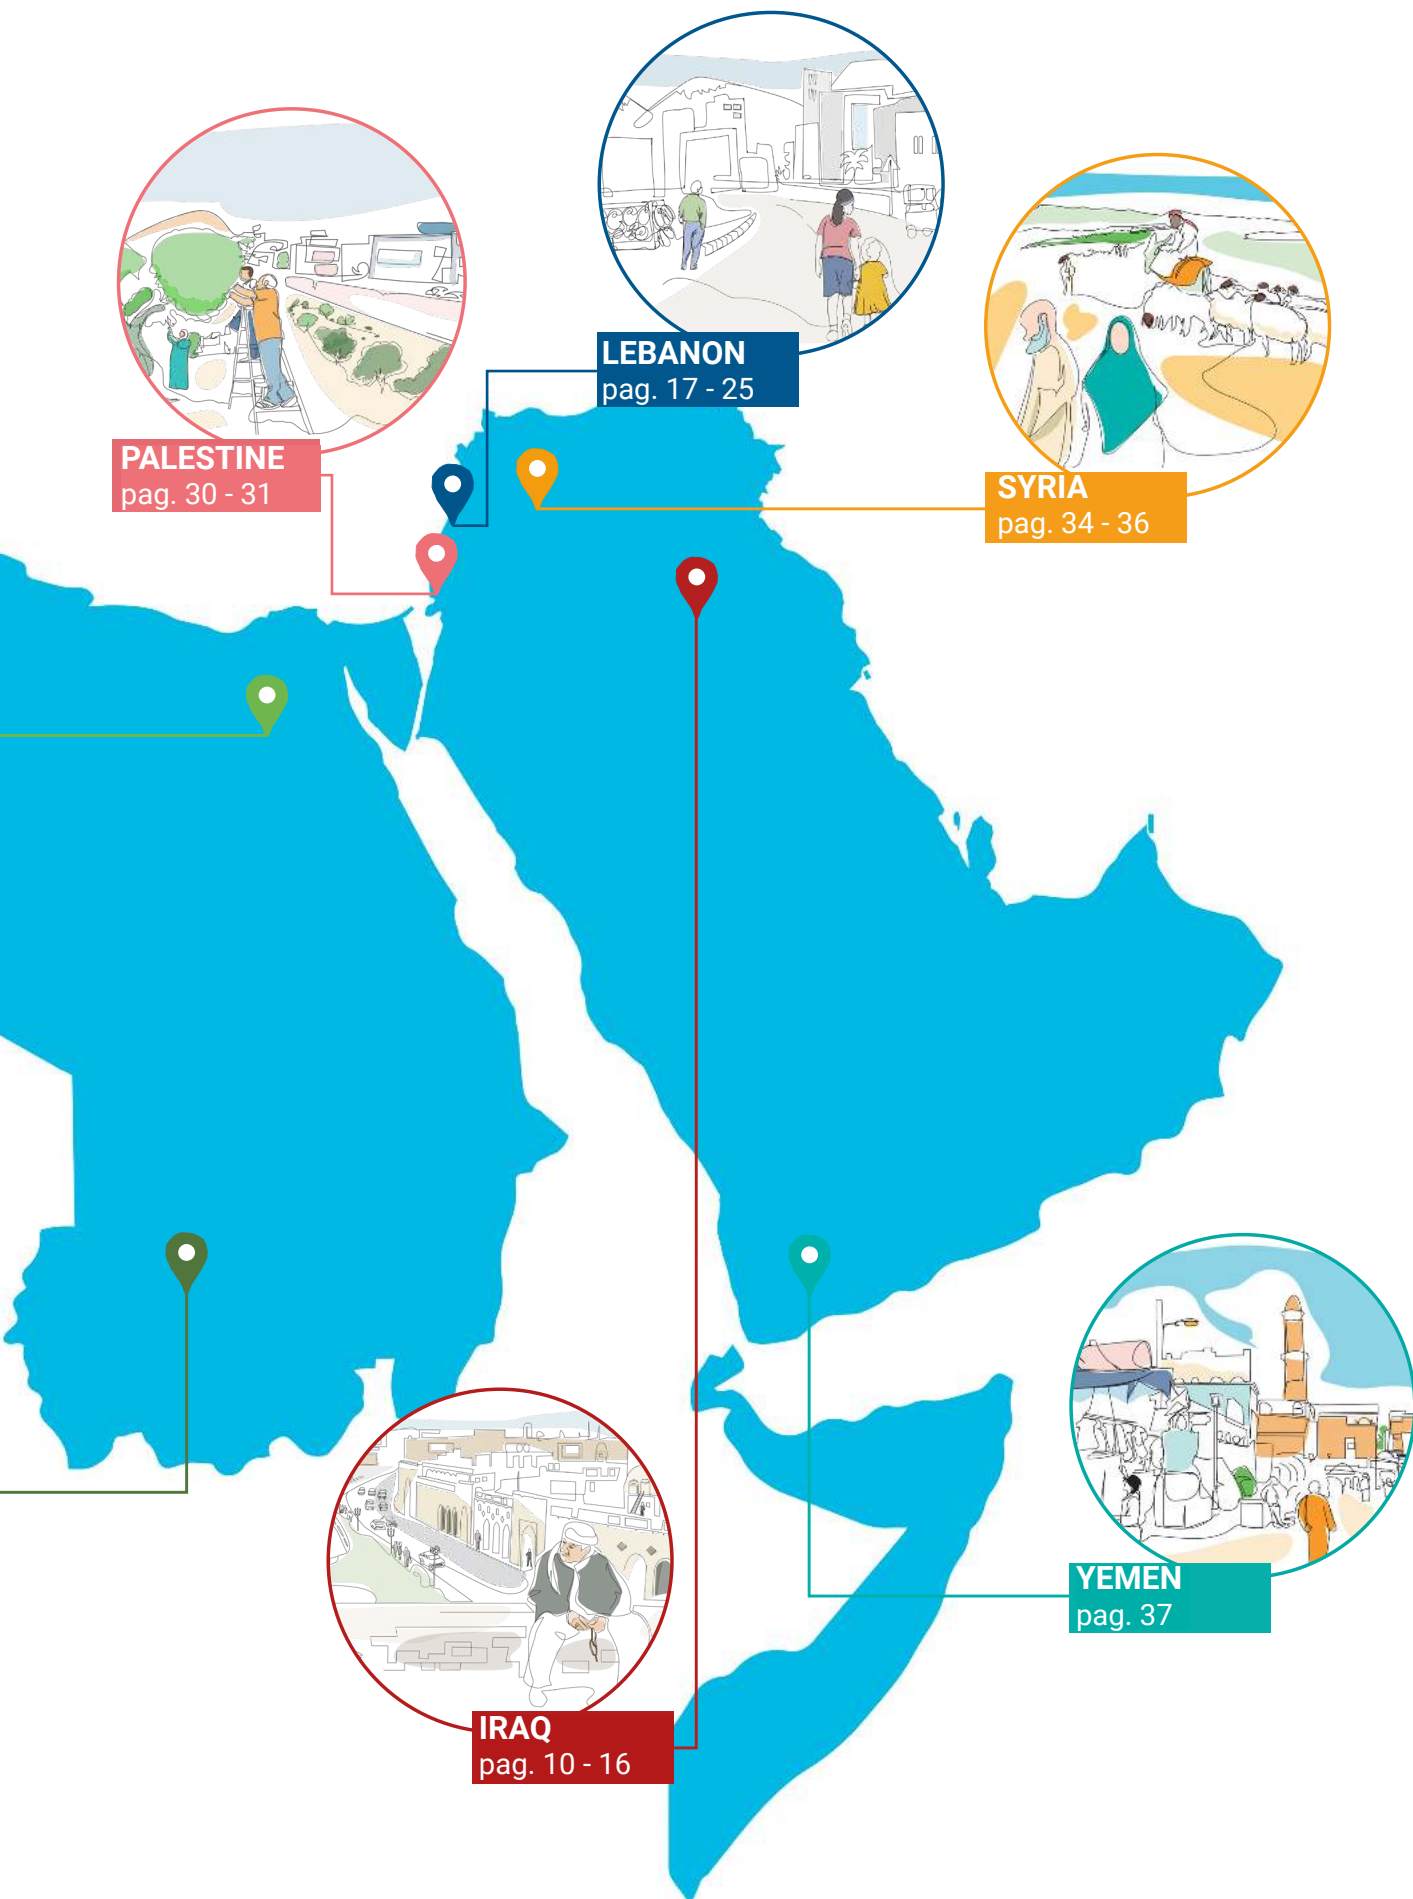 LEBANON
pag. 17 - 25
PALESTINE
pag. 30 - 31
SYRIA
pag. 34 - 36
YEMEN
pag. 37
IRAQ
pag. 10 - 16